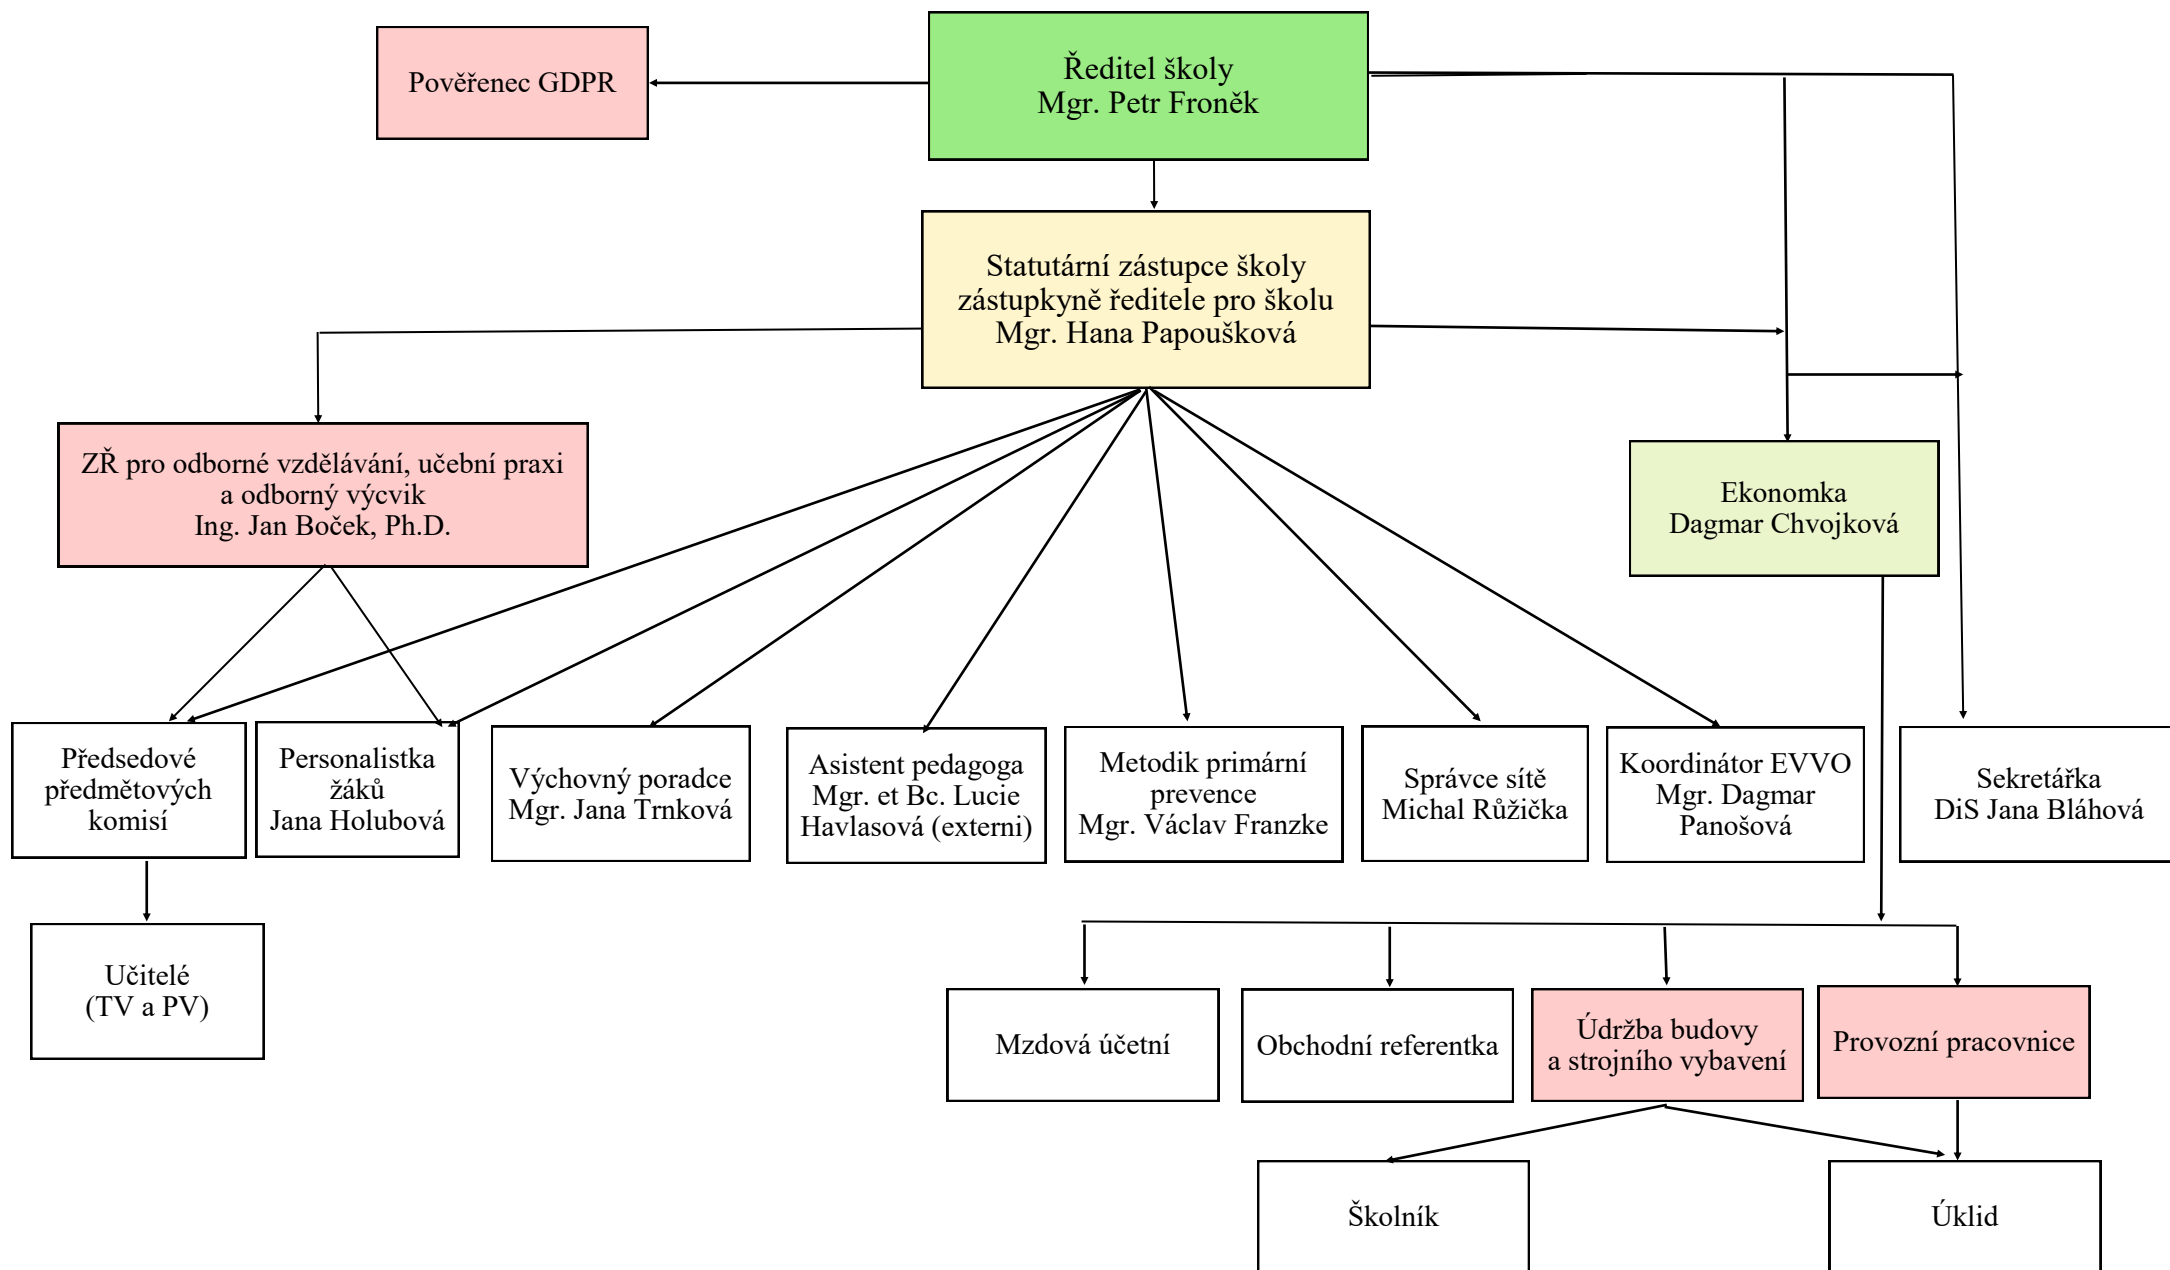 Pověřenec GDPR
Ředitel školy
Mgr. Petr Froněk
Statutární zástupce školy
zástupkyně ředitele pro školu
Mgr. Hana Papoušková
ZŘ pro odborné vzdělávání, učební praxi
a odborný výcvik
Ing. Jan Boček, Ph.D.
Ekonomka
Dagmar Chvojková
Předsedové
předmětových
komisí
Personalistka
žáků
Jana Holubová
Výchovný poradce
Mgr. Jana Trnková
Asistent pedagoga
Mgr. et Bc. Lucie
Havlasová (externi)
Metodik primární
prevence
Mgr. Václav Franzke
Správce sítě
Michal Růžička
Koordinátor EVVO
Mgr. Dagmar
Panošová
Sekretářka
DiS Jana Bláhová
Učitelé
(TV a PV)
Mzdová účetní
Obchodní referentka
Údržba budovy
a strojního vybavení
Provozní pracovnice
Školník
Úklid